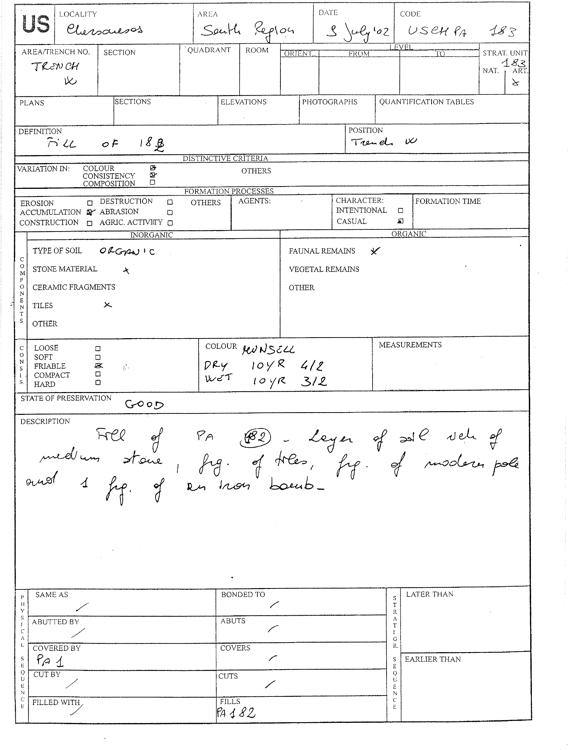 US
LOCALITY AREA DATE CODE
Chersonesos South Region 3 July '02 USCH PA 183
AREA/TRENCH NO. SECTION QUADRANT ROOM LEVEL STRAT. UNIT
ORIENT. FROM TO
TRENCH W 183
NAT. ART.
PLANS SECTIONS ELEVATIONS PHOTOGRAPHS QUANTIFICATION TABLES
DEFINITION POSITION
Fill OF 182 Trench W
DISTINCTIVE CRITERIA
VARIATION IN: COLOUR OTHERS
CONSISTENCY
COMPOSITION
FORMATION PROCESSES
EROSION DESTRUCTION OTHERS AGENTS: CHARACTER: FORMATION TIME
ACCUMULATION ABRASION INTENTIONAL
CONSTRUCTION AGRIC. ACTIVITY CASUAL
INORGANIC ORGANIC
COMPONENTS
TYPE OF SOIL ORGANIC FAUNAL REMAINS x
STONE MATERIAL x VEGETAL REMAINS
CERAMIC FRAGMENTS OTHER
TILES x
OTHER
CONSIS.
LOOSE COLOUR MUNSELL MEASUREMENTS
SOFT DRY 10YR 4/2
FRIABLE WET 10YR 3/2
COMPACT
HARD
STATE OF PRESERVATION GOOD
DESCRIPTION
Fill of PA 182 - Layer of soil rich of
medium stone, frg. of tiles, frg. of modern pole
and 1 frg. of an iron bomb -
PHYSICAL SEQUENCE
SAME AS / BONDED TO /
ABUTTED BY / ABUTS /
COVERED BY PA 1 COVERS /
CUT BY / CUTS /
FILLED WITH / FILLS PA 182
STRATIGR. SEQUENCE
LATER THAN
EARLIER THAN